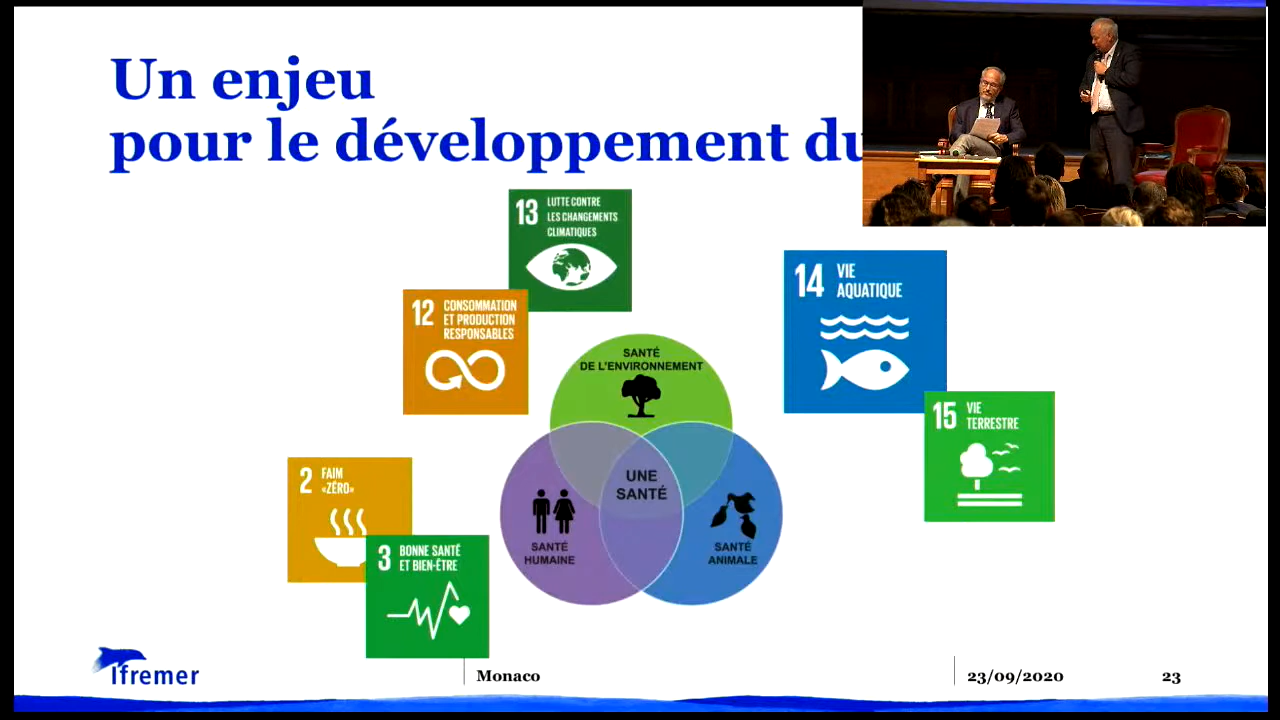 Un enjeu
pour le développement du
13 LUTTE CONTRE
LES CHANGEMENTS
CLIMATIQUES
12 CONSOMMATION
ET PRODUCTION
RESPONSABLES
14 VIE
AQUATIQUE
15 VIE
TERRESTRE
2 FAIM
«ZÉRO»
3 BONNE SANTÉ
ET BIEN-ÊTRE
SANTÉ
DE L'ENVIRONNEMENT
UNE
SANTÉ
SANTÉ
HUMAINE
SANTÉ
ANIMALE
Ifremer
Monaco
23/09/2020
23